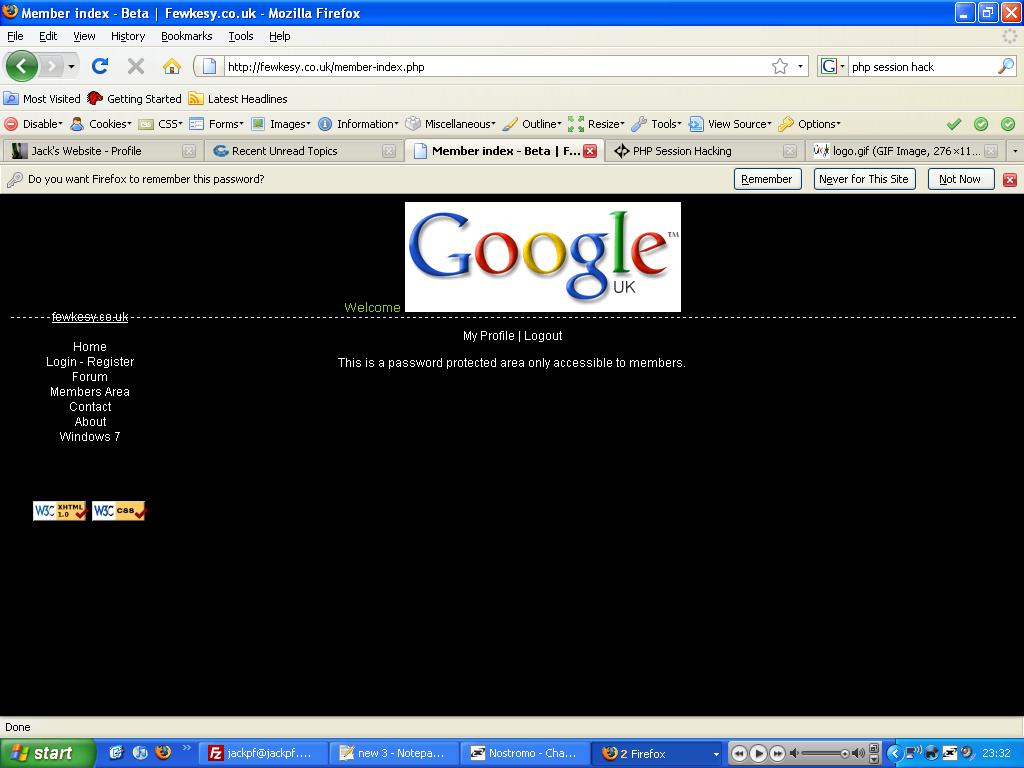 Member index - Beta | Fewkesy.co.uk - Mozilla Firefox
File Edit View History Bookmarks Tools Help
http://fewkesy.co.uk/member-index.php
G php session hack
Most Visited Getting Started Latest Headlines
Disable Cookies CSS Forms Images Information Miscellaneous Outline Resize Tools View Source Options
Jack's Website - Profile
Recent Unread Topics
Member index - Beta | F...
PHP Session Hacking
logo.gif (GIF Image, 276×11...
Do you want Firefox to remember this password?
Remember
Never for This Site
Not Now
Google™
UK
Welcome
fewkesy.co.uk
My Profile | Logout
This is a password protected area only accessible to members.
Home
Login - Register
Forum
Members Area
Contact
About
Windows 7
W3C XHTML 1.0
W3C CSS
Done
start
jackpf@jackpf....
new 3 - Notepa...
Nostromo - Cha...
2 Firefox
23:32